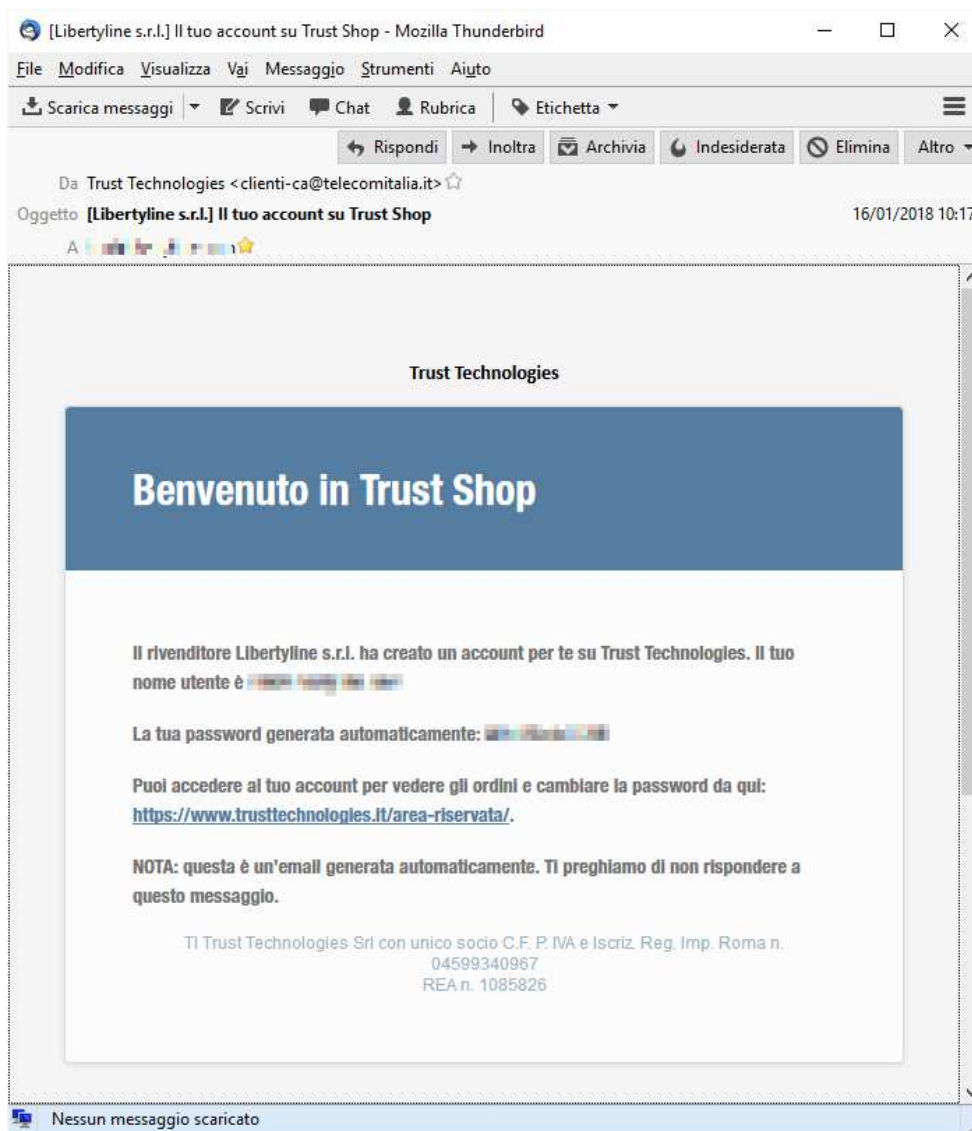 [Libertyline s.r.l.] Il tuo account su Trust Shop - Mozilla Thunderbird
File Modifica Visualizza Vai Messaggio Strumenti Aiuto
Scarica messaggi Scrivi Chat Rubrica Etichetta
Rispondi Inoltra Archivia Indesiderata Elimina Altro
Da Trust Technologies <clienti-ca@telecomitalia.it>
Oggetto [Libertyline s.r.l.] Il tuo account su Trust Shop 16/01/2018 10:17
A
Trust Technologies
Benvenuto in Trust Shop
Il rivenditore Libertyline s.r.l. ha creato un account per te su Trust Technologies. Il tuo
nome utente è
La tua password generata automaticamente:
Puoi accedere al tuo account per vedere gli ordini e cambiare la password da qui:
https://www.trusttechnologies.it/area-riservata/.
NOTA: questa è un'email generata automaticamente. Ti preghiamo di non rispondere a
questo messaggio.
TI Trust Technologies Srl con unico socio C.F. P. IVA e Iscriz. Reg. Imp. Roma n.
04599340967
REA n. 1085826
Nessun messaggio scaricato